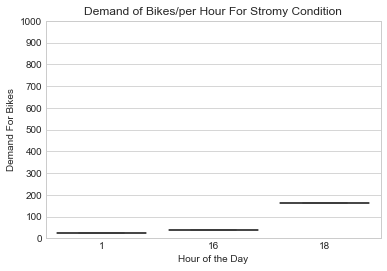 Demand of Bikes/per Hour For Stromy Condition
1000
900
800
700
600
500
400
300
200
100
0
Demand For Bikes
1 16 18
Hour of the Day